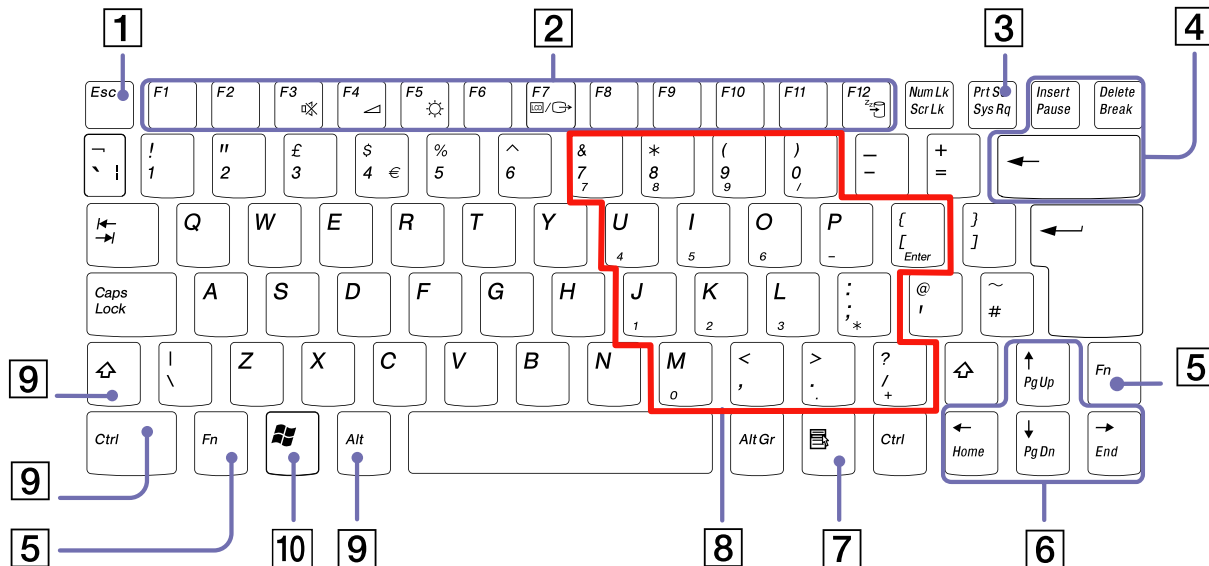 1 2 3 4
Esc F1 F2 F3 F4 F5 F6 F7 LCD / F8 F9 F10 F11 F12 zzz Num Lk Prt Sc Insert Delete
Scr Lk Sys Rq Pause Break
¬ ! " £ $ % ^ & * ( ) _ +
` ¦ 1 2 3 4 € 5 6 7 8 9 0 - =
7 8 9 /
Q W E R T Y U I O P { }
[ ]
4 5 6 - Enter
Caps A S D F G H J K L : @ ~
Lock ; ' #
1 2 3 *
9 | Z X C V B N M < > ? Fn 5
\ , . / Pg Up
0 . +
Ctrl Fn Alt Alt Gr Ctrl Home Pg Dn End
9
5 10 9 8 7 6